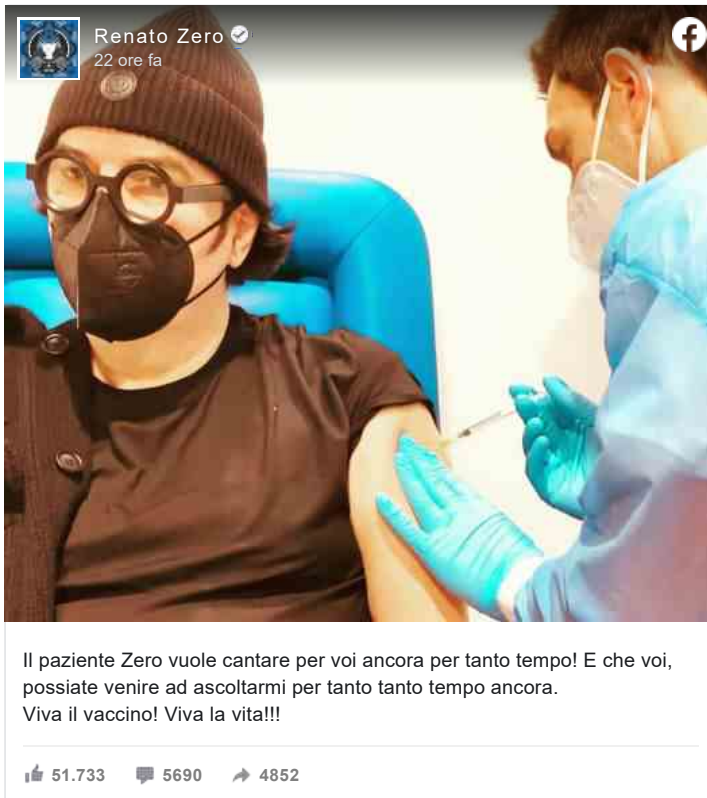 Renato Zero
22 ore fa
Il paziente Zero vuole cantare per voi ancora per tanto tempo! E che voi,
possiate venire ad ascoltarmi per tanto tanto tempo ancora.
Viva il vaccino! Viva la vita!!!
51.733 5690 4852